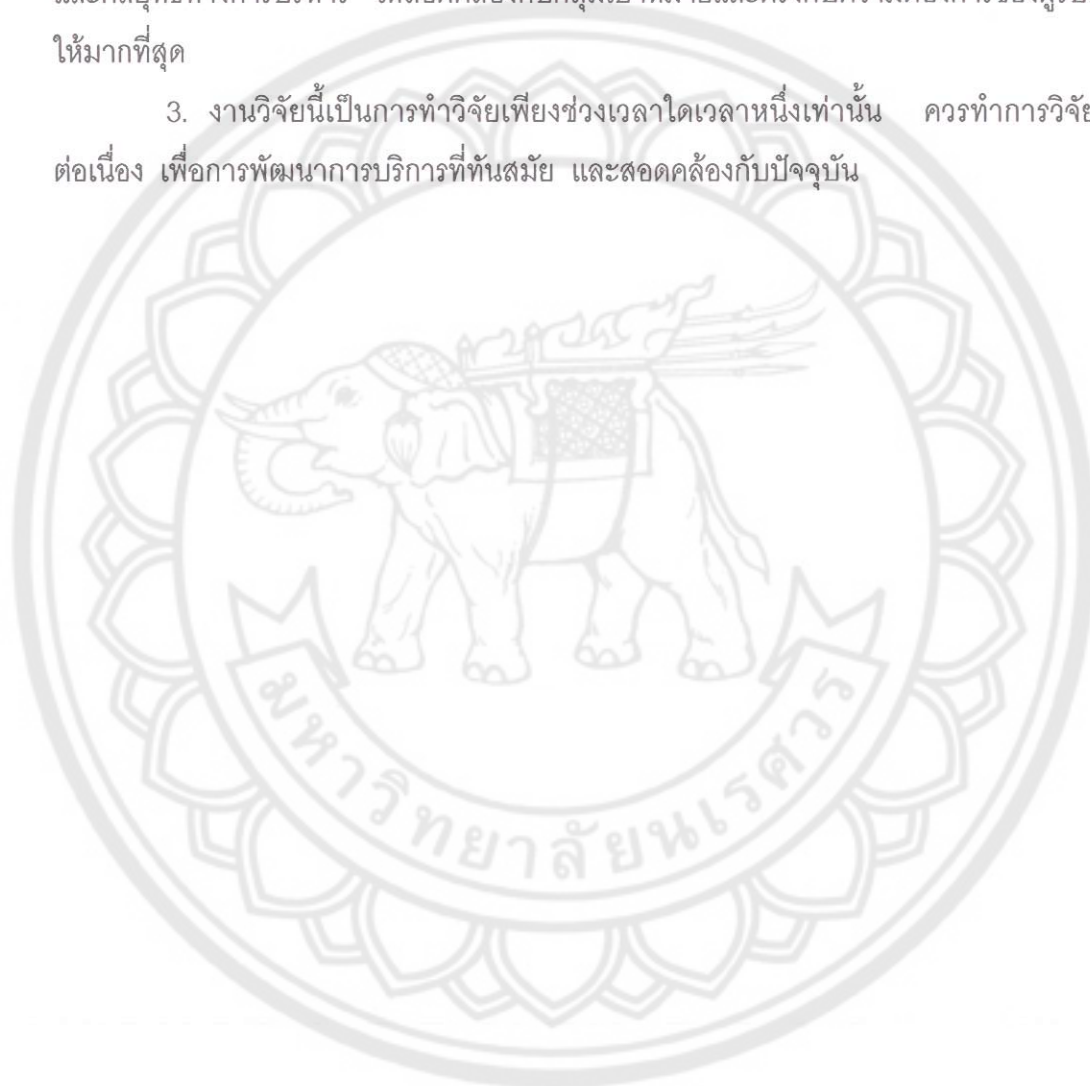 ให้มากที่สุด
3. งานวิจัยนี้เป็นการทำวิจัยเพียงช่วงเวลาใดเวลาหนึ่งเท่านั้น ควรทำการวิจัย
ต่อเนื่อง เพื่อการพัฒนาการบริการที่ทันสมัย และสอดคล้องกับปัจจุบัน
มหาวิทยาลัยนเรศวร